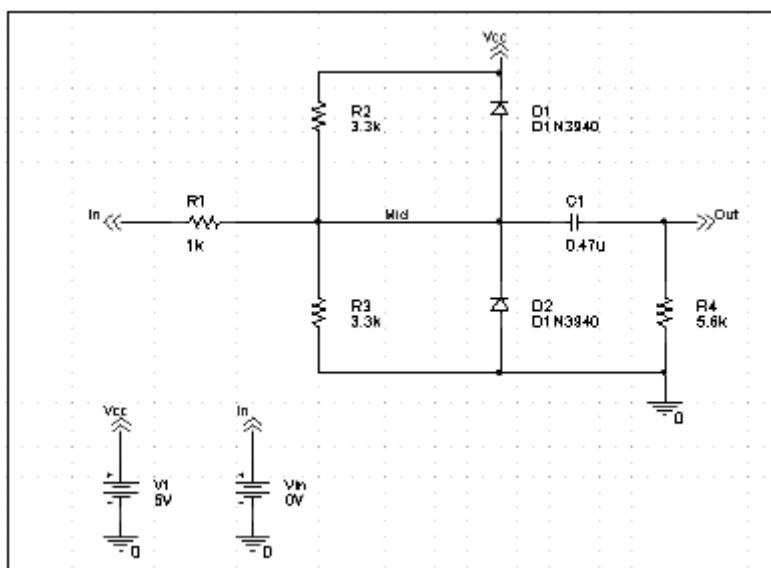 Vcc
R2
3.3k
D1
D1N3940
In
R1
1k
Mid
C1
0.47u
Out
R3
3.3k
D2
D1N3940
R4
5.6k
0
Vcc
In
+
-
V1
5V
+
-
Vin
0V
0
0